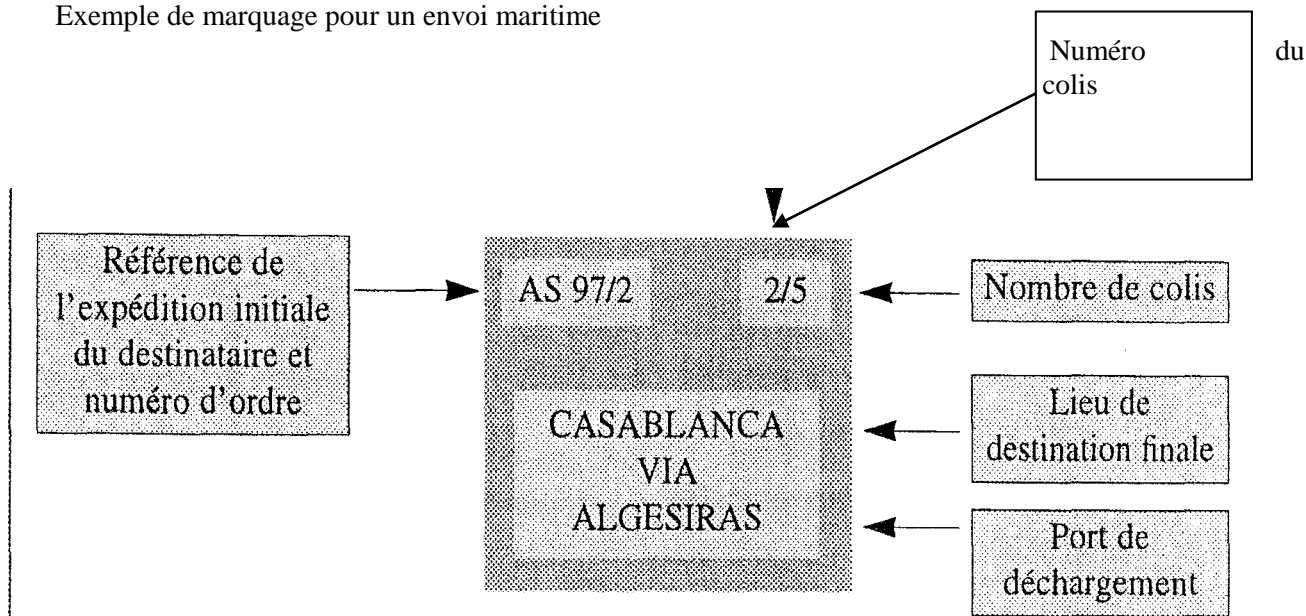 Exemple de marquage pour un envoi maritime
Numéro du
colis
Référence de
l'expédition initiale
du destinataire et
numéro d'ordre
AS 97/2
2/5
Nombre de colis
CASABLANCA
VIA
ALGESIRAS
Lieu de
destination finale
Port de
déchargement